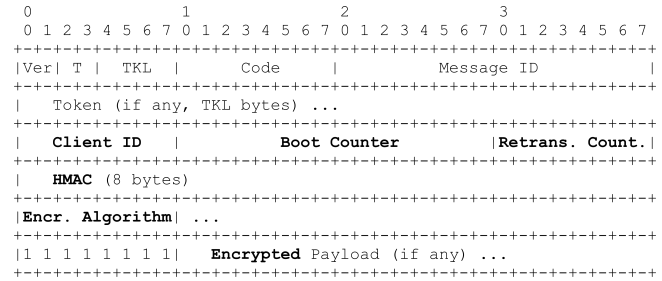 0 1 2 3
0 1 2 3 4 5 6 7 0 1 2 3 4 5 6 7 0 1 2 3 4 5 6 7 0 1 2 3 4 5 6 7
+-+-+-+-+-+-+-+-+-+-+-+-+-+-+-+-+-+-+-+-+-+-+-+-+-+-+-+-+-+-+-+-+
|Ver| T | TKL | Code | Message ID |
+-+-+-+-+-+-+-+-+-+-+-+-+-+-+-+-+-+-+-+-+-+-+-+-+-+-+-+-+-+-+-+-+
| Token (if any, TKL bytes) ...
+-+-+-+-+-+-+-+-+-+-+-+-+-+-+-+-+-+-+-+-+-+-+-+-+-+-+-+-+-+-+-+-+
| Client ID | Boot Counter |Retrans. Count.|
+-+-+-+-+-+-+-+-+-+-+-+-+-+-+-+-+-+-+-+-+-+-+-+-+-+-+-+-+-+-+-+-+
| HMAC (8 bytes)
+-+-+-+-+-+-+-+-+-+-+-+-+-+-+-+-+-+-+-+-+-+-+-+-+-+-+-+-+-+-+-+-+
|Encr. Algorithm| ...
+-+-+-+-+-+-+-+-+-+-+-+-+-+-+-+-+-+-+-+-+-+-+-+-+-+-+-+-+-+-+-+-+
|1 1 1 1 1 1 1 1| Encrypted Payload (if any) ...
+-+-+-+-+-+-+-+-+-+-+-+-+-+-+-+-+-+-+-+-+-+-+-+-+-+-+-+-+-+-+-+-+